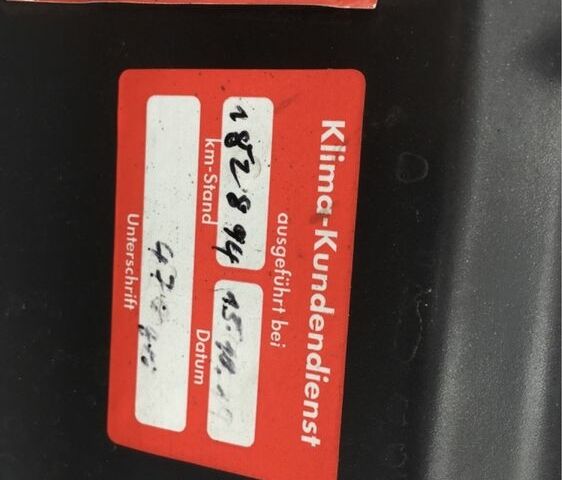 Klima-Kundendienst
ausgeführt bei
182894
km-Stand
Datum
Unterschrift